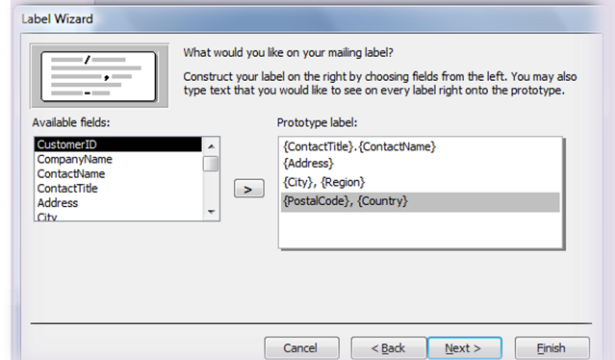 Label Wizard
What would you like on your mailing label?
Construct your label on the right by choosing fields from the left. You may also
type text that you would like to see on every label right onto the prototype.
Available fields:
CustomerID
CompanyName
ContactName
ContactTitle
Address
City
>
Prototype label:
{ContactTitle}.{ContactName}
{Address}
{City}, {Region}
{PostalCode}, {Country}
Cancel
< Back
Next >
Finish